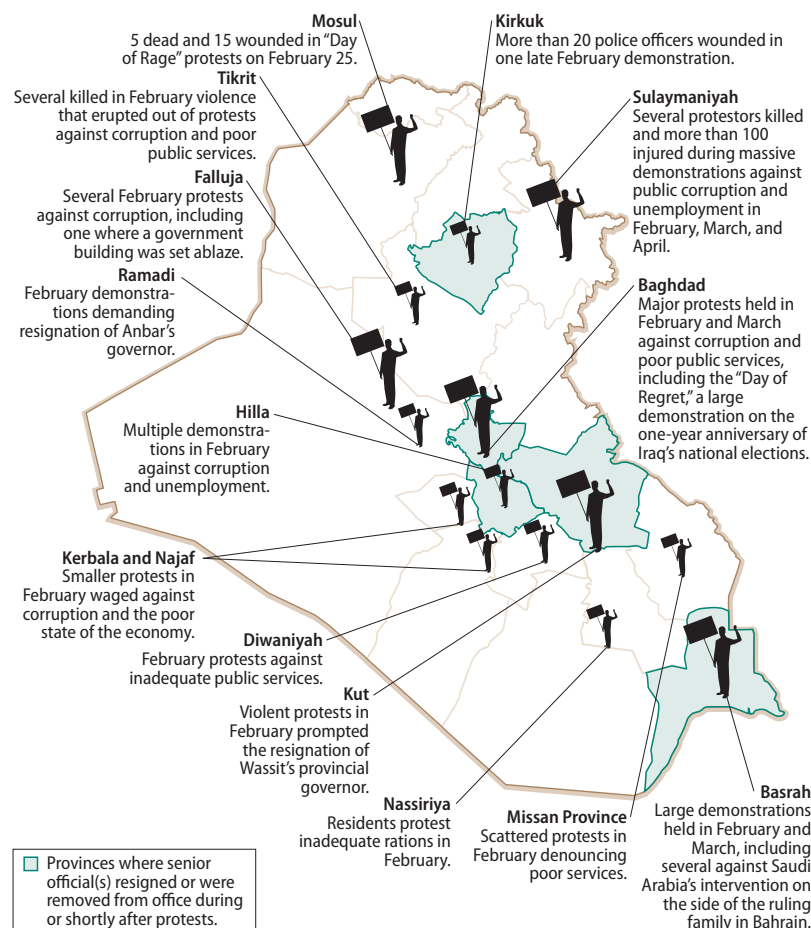 Mosul
5 dead and 15 wounded in “Day
of Rage” protests on February 25.
Kirkuk
More than 20 police officers wounded in
one late February demonstration.
Tikrit
Several killed in February violence
that erupted out of protests
against corruption and poor
public services.
Sulaymaniyah
Several protestors killed
and more than 100
injured during massive
demonstrations against
public corruption and
unemployment in
February, March, and
April.
Falluja
Several February protests
against corruption, including
one where a government
building was set ablaze.
Ramadi
February demonstra-
tions demanding
resignation of Anbar’s
governor.
Baghdad
Major protests held in
February and March
against corruption and
poor public services,
including the “Day of
Regret,” a large
demonstration on the
one-year anniversary of
Iraq’s national elections.
Hilla
Multiple demonstra-
tions in February
against corruption
and unemployment.
Kerbala and Najaf
Smaller protests in
February waged against
corruption and the poor
state of the economy.
Diwaniyah
February protests against
inadequate public services.
Kut
Violent protests in
February prompted
the resignation of
Wassit’s provincial
governor.
Nassiriya
Residents protest
inadequate rations in
February.
Missan Province
Scattered protests in
February denouncing
poor services.
Basrah
Large demonstrations
held in February and
March, including
several against Saudi
Arabia’s intervention on
the side of the ruling
family in Bahrain.
Provinces where senior
official(s) resigned or were
removed from office during
or shortly after protests.